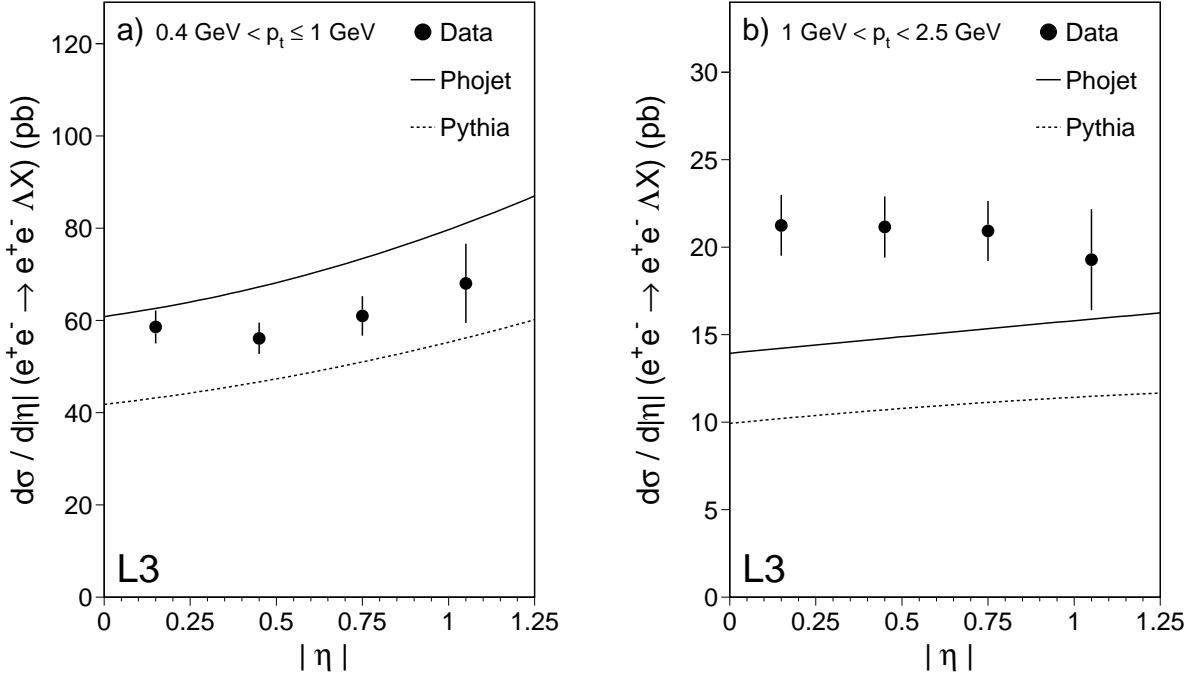 a) 0.4 GeV < pₜ ≤ 1 GeV
Data
Phojet
Pythia
dσ / d|η| (e⁺e⁻ → e⁺e⁻ ΛX) (pb)
120
100
80
60
40
20
0
L3
0 0.25 0.5 0.75 1 1.25
| η |
b) 1 GeV < pₜ < 2.5 GeV
Data
Phojet
Pythia
dσ / d|η| (e⁺e⁻ → e⁺e⁻ ΛX) (pb)
30
25
20
15
10
5
0
L3
0 0.25 0.5 0.75 1 1.25
| η |